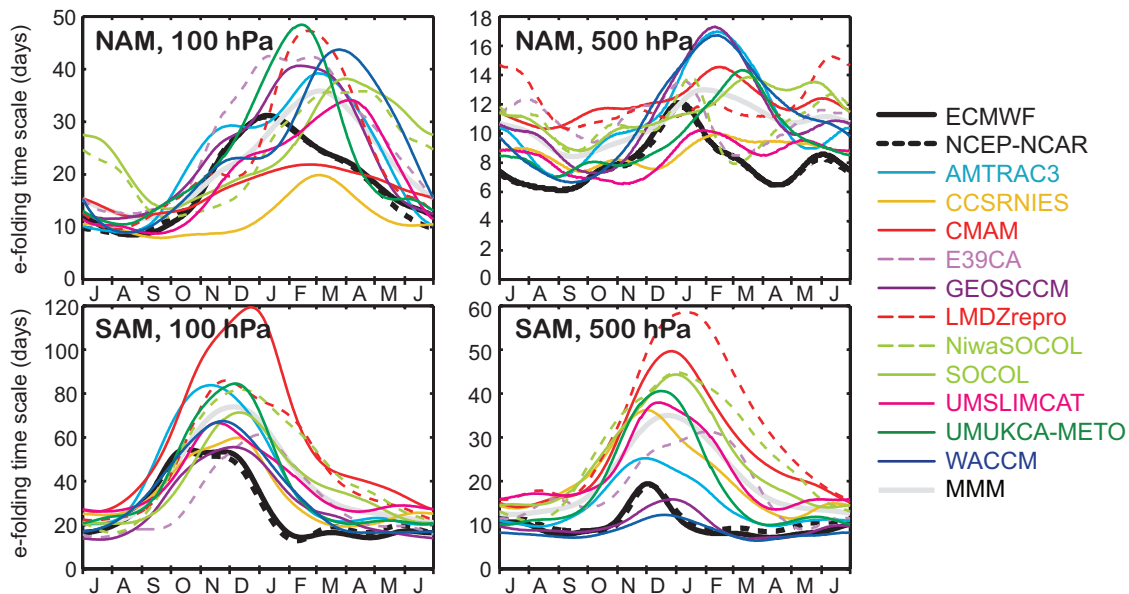 NAM, 100 hPa
e-folding time scale (days)
50
40
30
20
10
0
J A S O N D J F M A M J
NAM, 500 hPa
18
16
14
12
10
8
6
4
2
0
J A S O N D J F M A M J
SAM, 100 hPa
e-folding time scale (days)
120
100
80
60
40
20
0
J A S O N D J F M A M J
SAM, 500 hPa
60
50
40
30
20
10
0
J A S O N D J F M A M J
ECMWF
NCEP-NCAR
AMTRAC3
CCSRNIES
CMAM
E39CA
GEOSCCM
LMDZrepro
NiwaSOCOL
SOCOL
UMSLIMCAT
UMUKCA-METO
WACCM
MMM